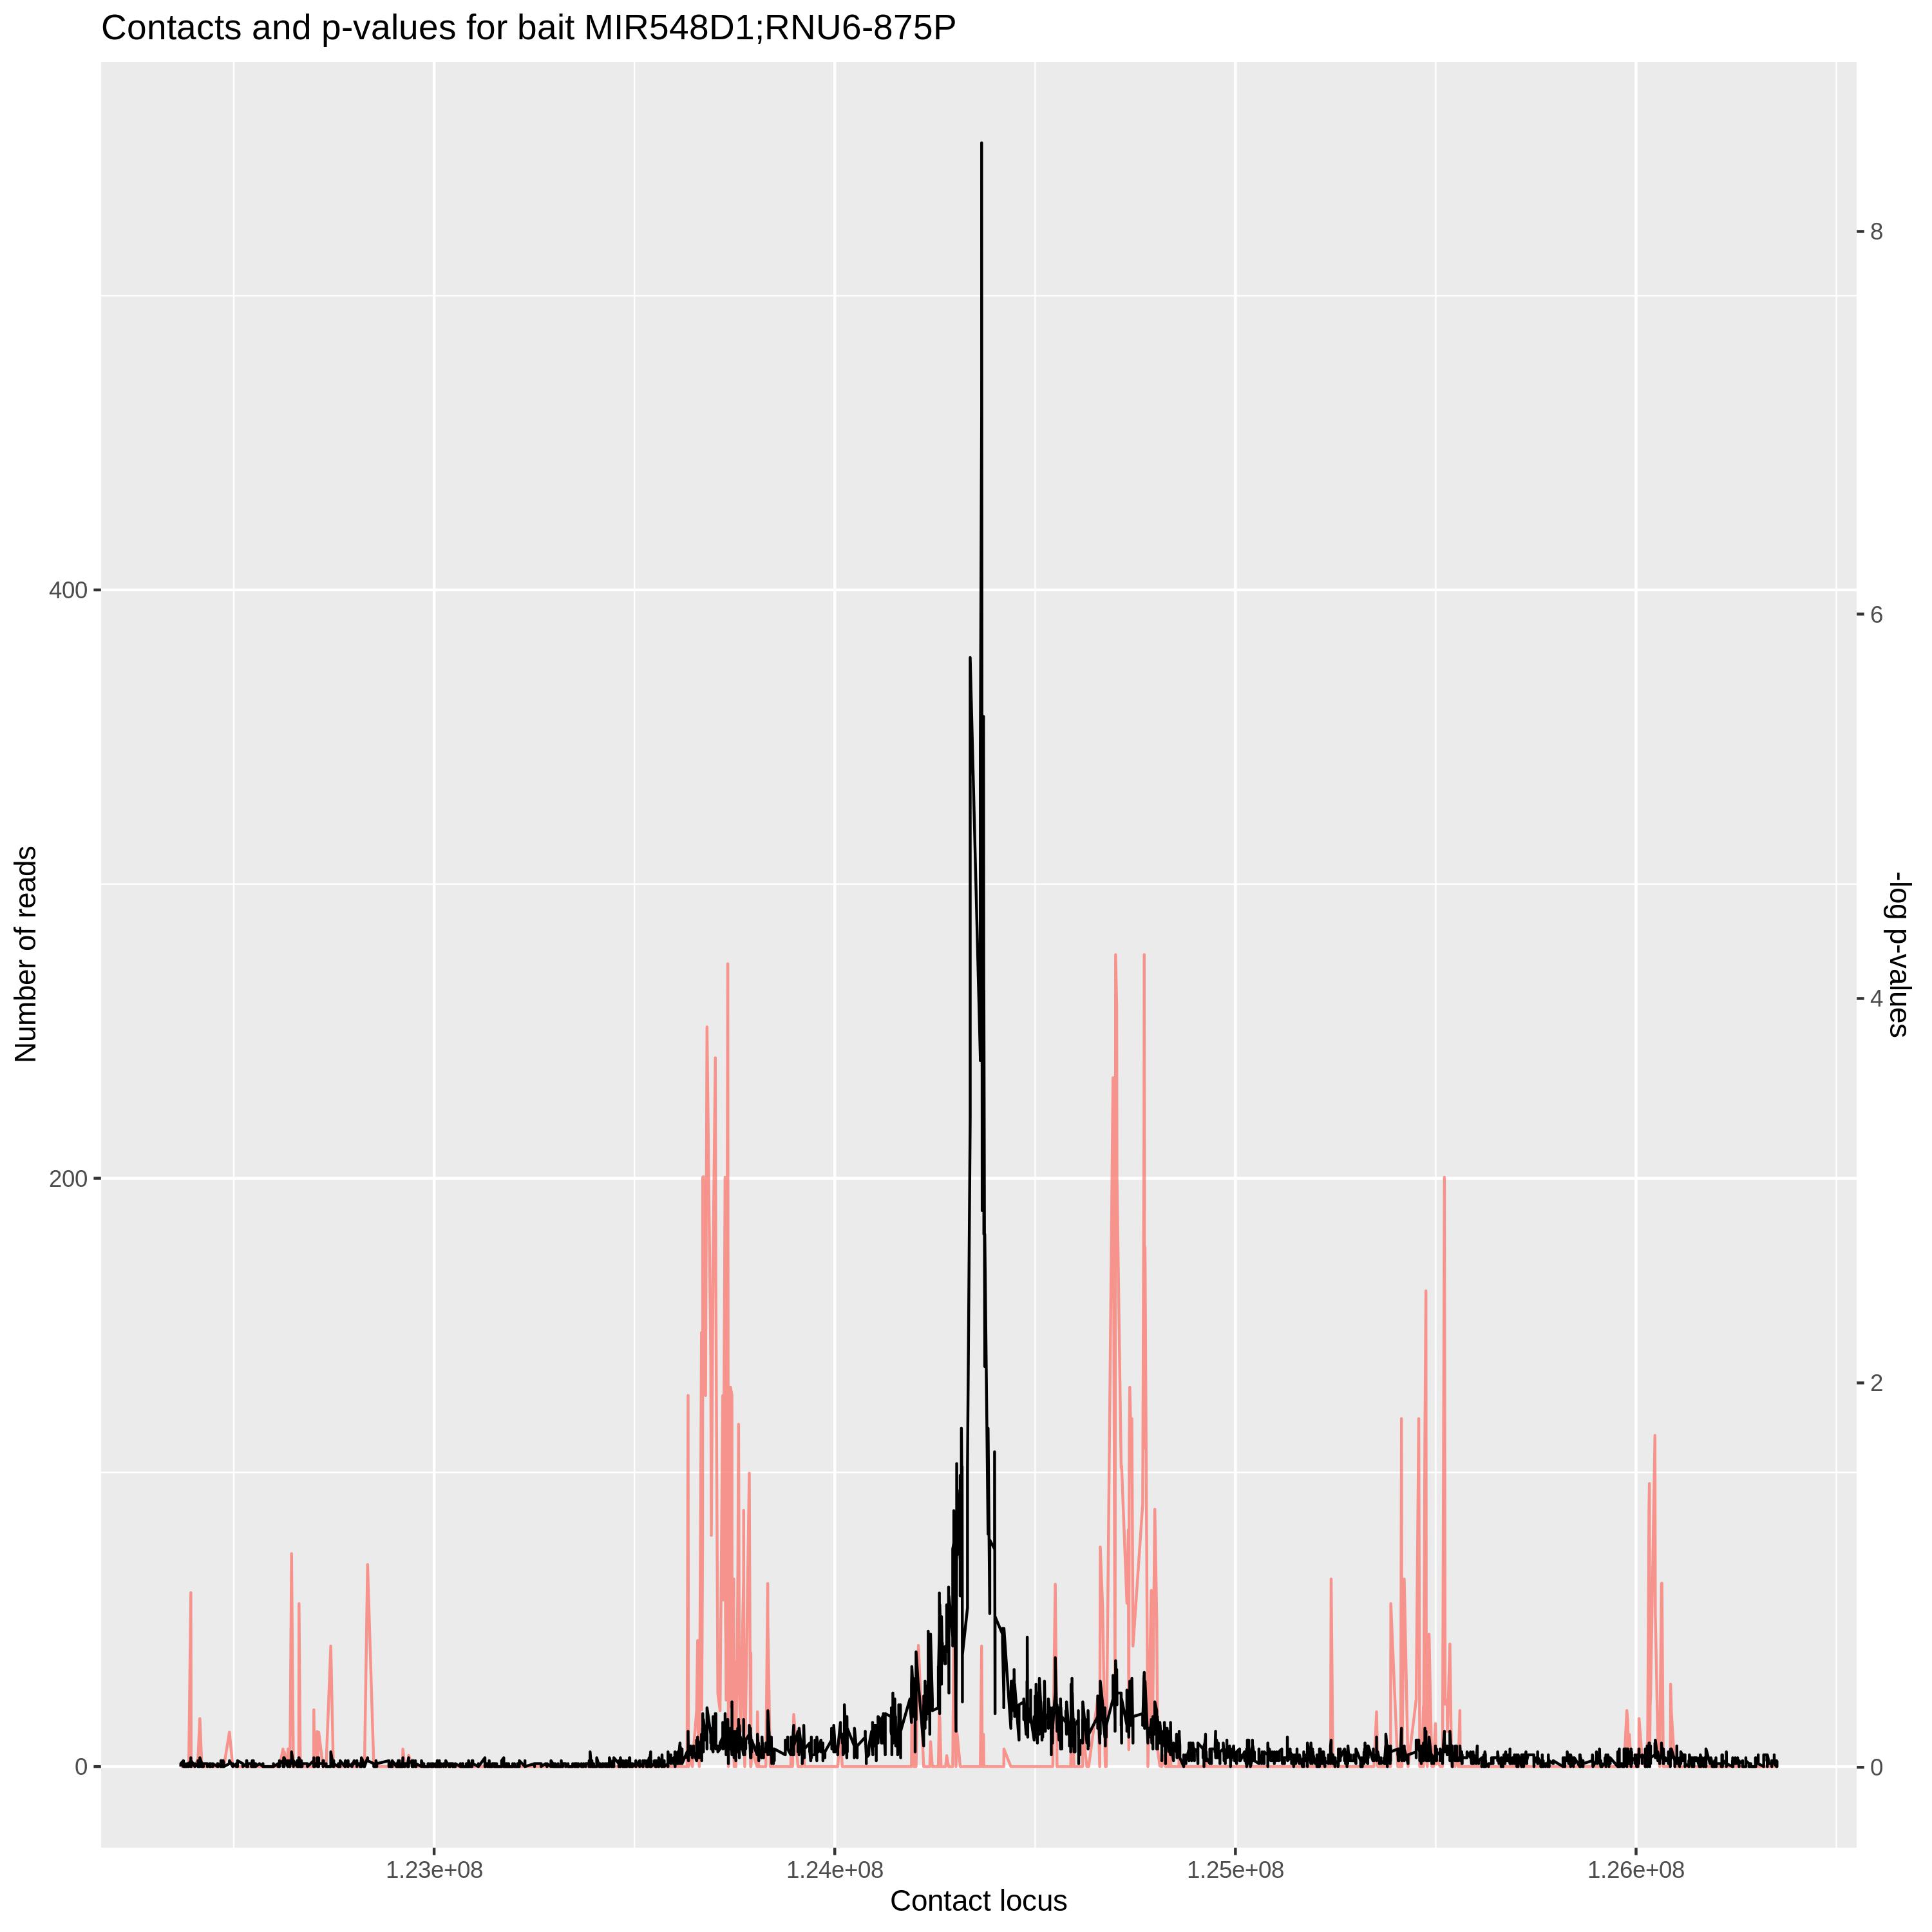 Contacts and p-values for bait MIR548D1;RNU6-875P
Number of reads
400
200
0
8
6
4
2
0
-log p-values
1.23e+08
1.24e+08
1.25e+08
1.26e+08
Contact locus